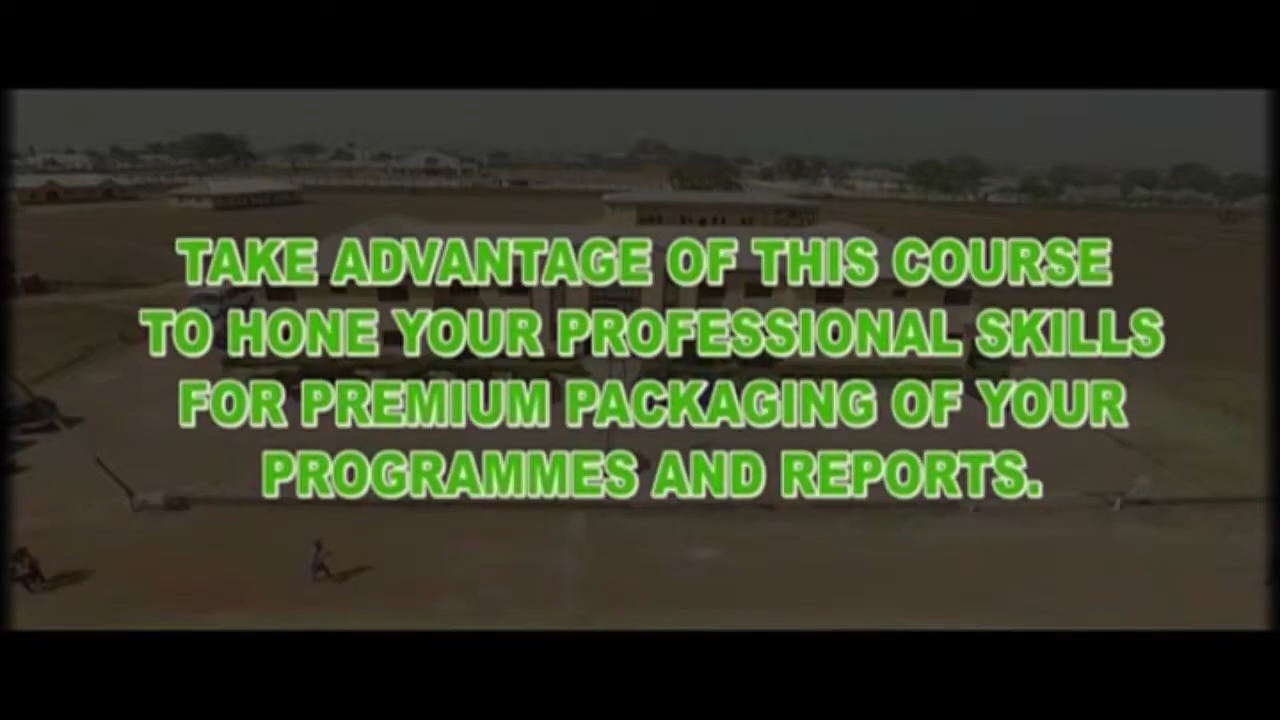 TAKE ADVANTAGE OF THIS COURSE
TO HONE YOUR PROFESSIONAL SKILLS
FOR PREMIUM PACKAGING OF YOUR
PROGRAMMES AND REPORTS.